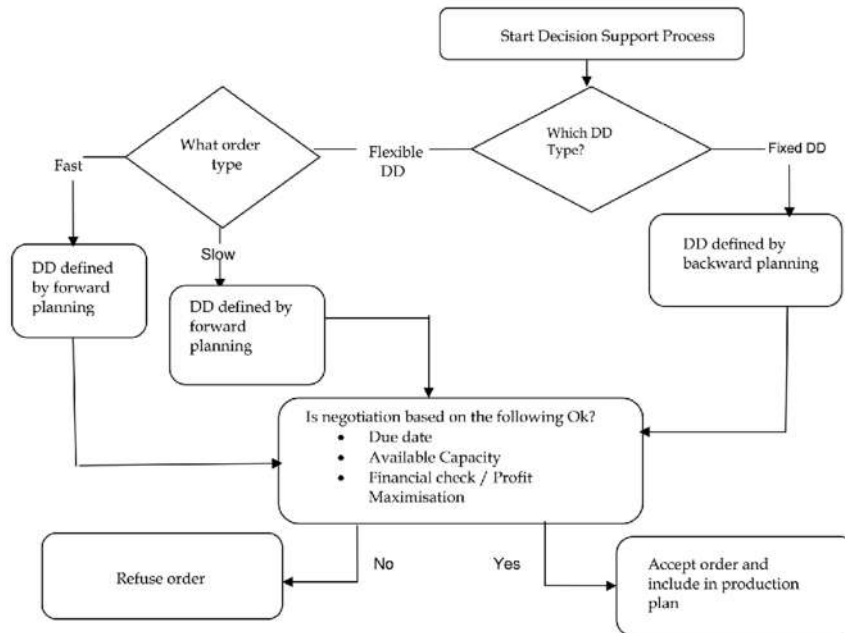 Start Decision Support Process
Which DD
Type?
Fixed DD
Flexible
DD
What order
type
Fast
Slow
DD defined
by forward
planning
DD defined by
forward
planning
DD defined by
backward planning
Is negotiation based on the following Ok?
• Due date
• Available Capacity
• Financial check / Profit
Maximisation
No
Yes
Refuse order
Accept order and
include in production
plan